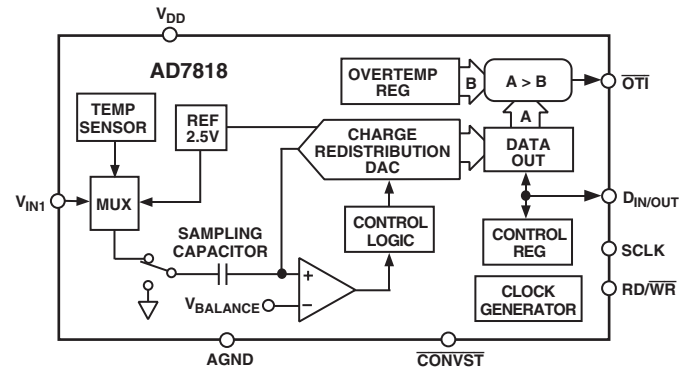 VDD
AD7818
OVERTEMP
REG
B
A > B
OTI
TEMP
SENSOR
REF
2.5V
CHARGE
REDISTRIBUTION
DAC
A
DATA
OUT
VIN1
MUX
DIN/OUT
SAMPLING
CAPACITOR
CONTROL
LOGIC
CONTROL
REG
SCLK
+
VBALANCE
−
CLOCK
GENERATOR
RD/WR
AGND
CONVST